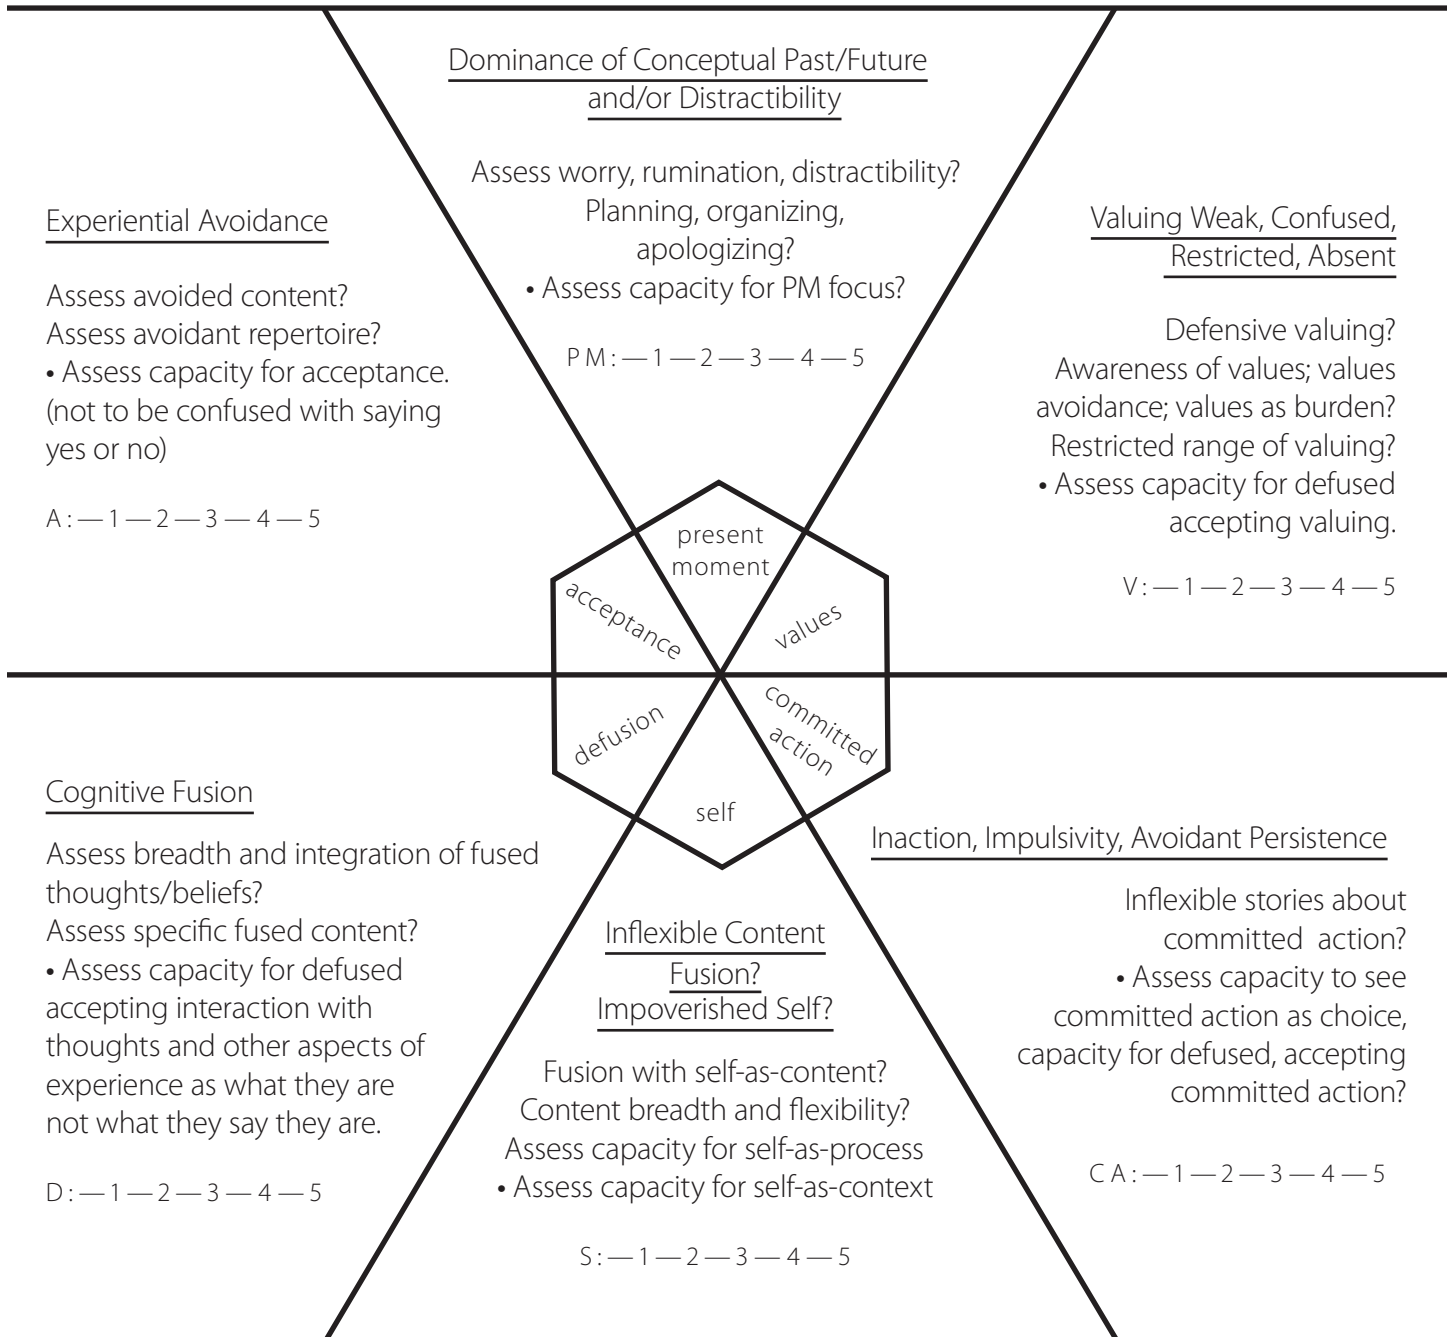 Dominance of Conceptual Past/Future
and/or Distractibility
Assess worry, rumination, distractibility?
Planning, organizing,
apologizing?
• Assess capacity for PM focus?
PM: — 1 — 2 — 3 — 4 — 5
Experiential Avoidance
Assess avoided content?
Assess avoidant repertoire?
• Assess capacity for acceptance.
(not to be confused with saying
yes or no)
A: — 1 — 2 — 3 — 4 — 5
Valuing Weak, Confused,
Restricted, Absent
Defensive valuing?
Awareness of values; values
avoidance; values as burden?
Restricted range of valuing?
• Assess capacity for defused
accepting valuing.
V: — 1 — 2 — 3 — 4 — 5
present
moment
acceptance
values
defusion
committed
action
self
Cognitive Fusion
Assess breadth and integration of fused
thoughts/beliefs?
Assess specific fused content?
• Assess capacity for defused
accepting interaction with
thoughts and other aspects of
experience as what they are
not what they say they are.
D: — 1 — 2 — 3 — 4 — 5
Inflexible Content
Fusion?
Impoverished Self?
Fusion with self-as-content?
Content breadth and flexibility?
Assess capacity for self-as-process
• Assess capacity for self-as-context
S: — 1 — 2 — 3 — 4 — 5
Inaction, Impulsivity, Avoidant Persistence
Inflexible stories about
committed action?
• Assess capacity to see
committed action as choice,
capacity for defused, accepting
committed action?
CA: — 1 — 2 — 3 — 4 — 5